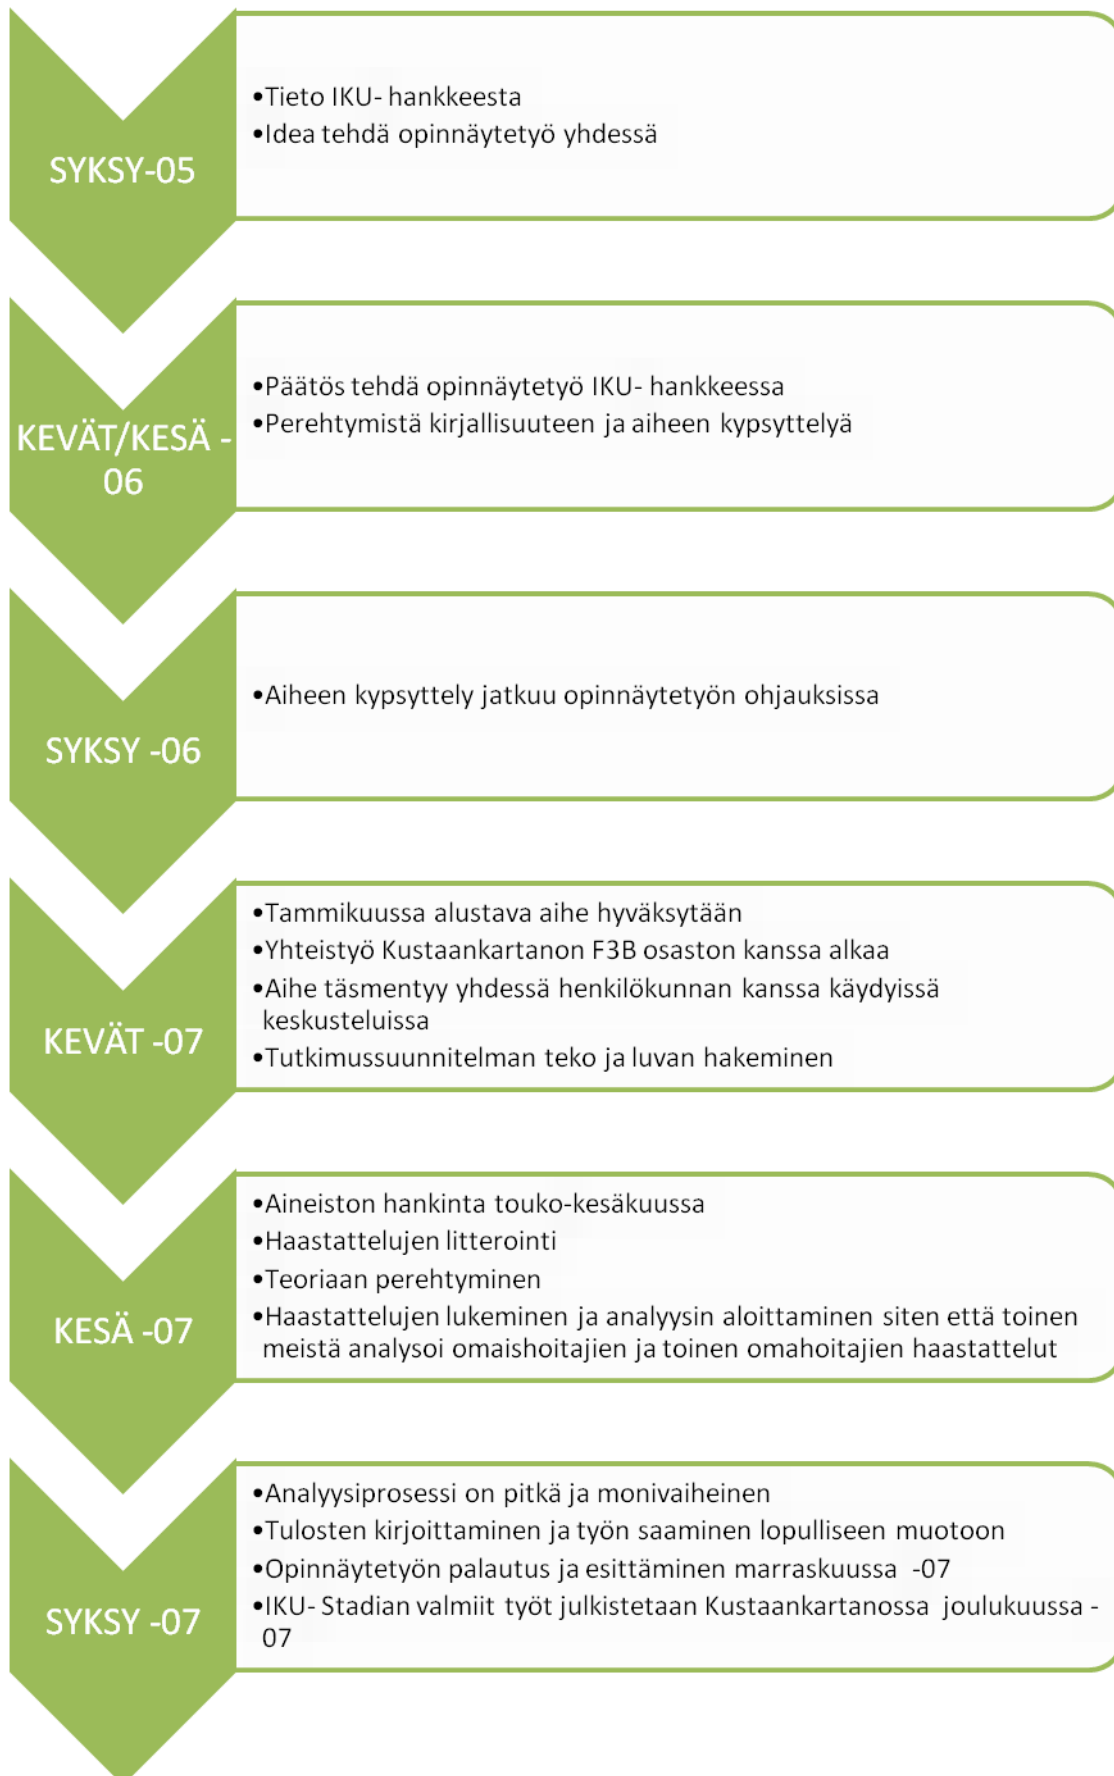 SYKSY-05
•Tieto IKU- hankkeesta
•Idea tehdä opinnäytetyö yhdessä
KEVÄT/KESÄ -
06
•Päätös tehdä opinnäytetyö IKU- hankkeessa
•Perehtymistä kirjallisuuteen ja aiheen kypsyttelyä
SYKSY -06
•Aiheen kypsyttely jatkuu opinnäytetyön ohjauksissa
KEVÄT -07
•Tammikuussa alustava aihe hyväksytään
•Yhteistyö Kustaankartanon F3B osaston kanssa alkaa
•Aihe täsmentyy yhdessä henkilökunnan kanssa käydyissä
keskusteluissa
•Tutkimussuunnitelman teko ja luvan hakeminen
KESÄ -07
•Aineiston hankinta touko-kesäkuussa
•Haastattelujen litterointi
•Teoriaan perehtyminen
•Haastattelujen lukeminen ja analyysin aloittaminen siten että toinen
meistä analysoi omaishoitajien ja toinen omahoitajien haastattelut
SYKSY -07
•Analyysiprosessi on pitkä ja monivaiheinen
•Tulosten kirjoittaminen ja työn saaminen lopulliseen muotoon
•Opinnäytetyön palautus ja esittäminen marraskuussa  -07
•IKU- Stadian valmiit työt julkistetaan Kustaankartanossa  joulukuussa -
07